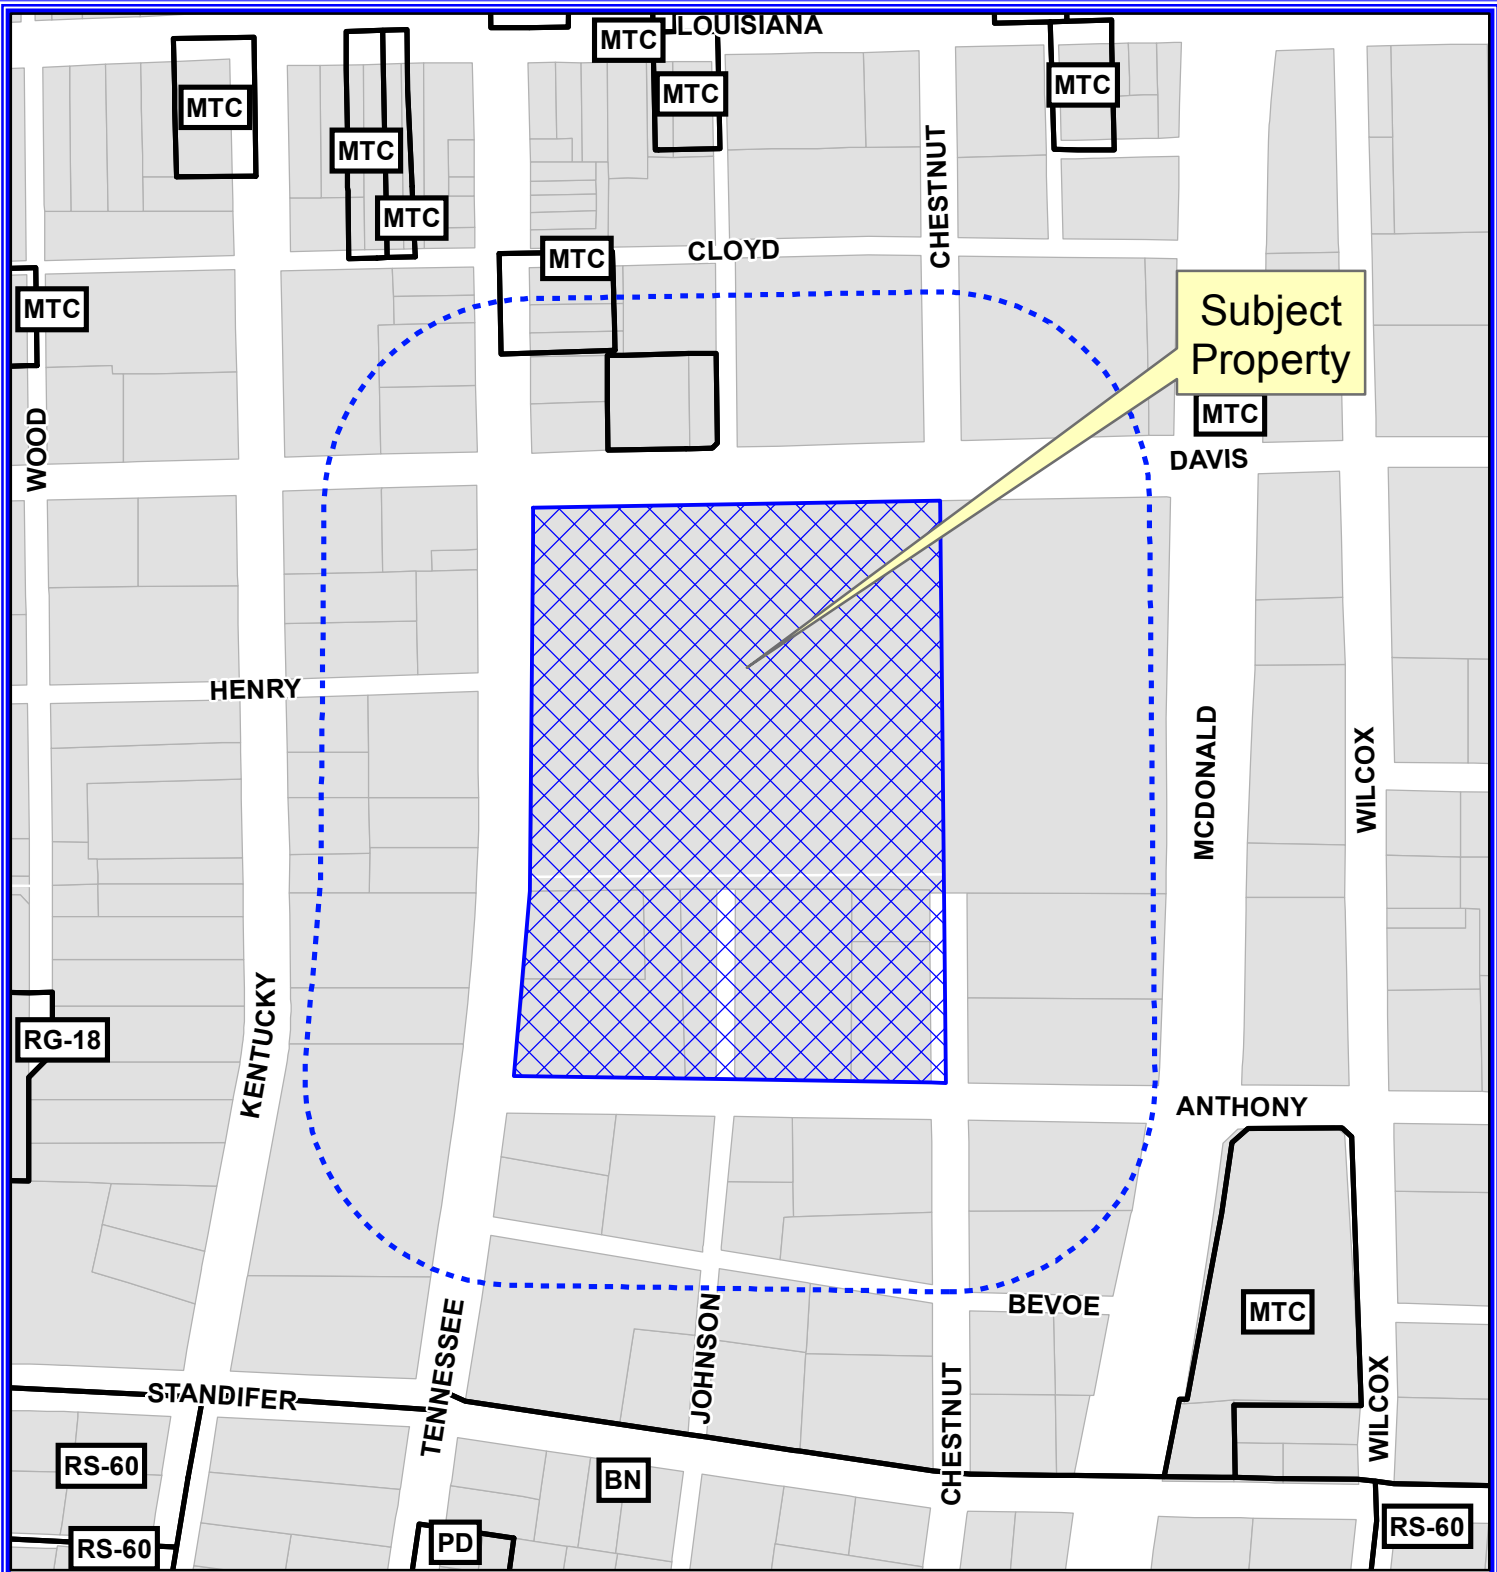 LOUISIANA
MTC
MTC
MTC
MTC
MTC
MTC
CHESTNUT
CLOYD
MTC
MTC
Subject
Property
MTC
WOOD
DAVIS
HENRY
MCDONALD
WILCOX
KENTUCKY
RG-18
ANTHONY
BEVOE
MTC
TENNESSEE
JOHNSON
CHESTNUT
WILCOX
STANDIFER
RS-60
BN
RS-60
PD
RS-60